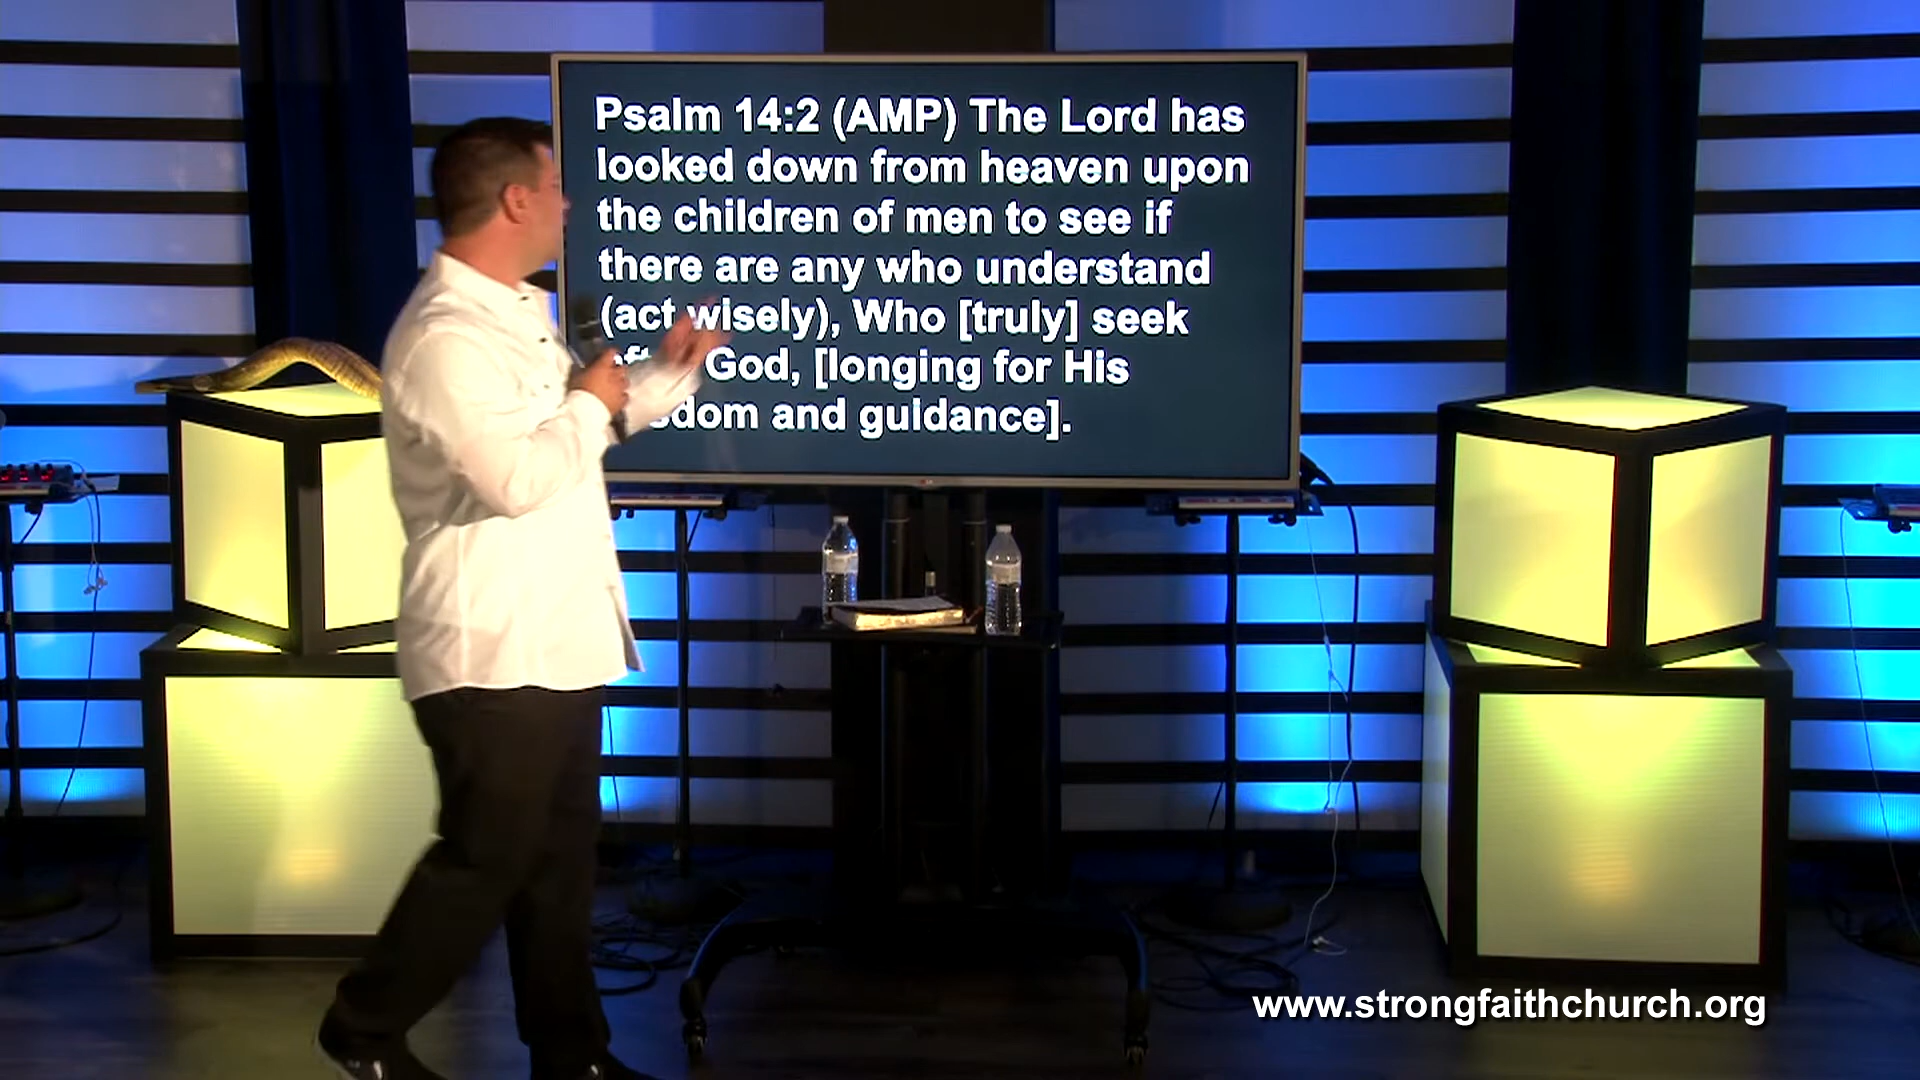 Psalm 14:2 (AMP) The Lord has
looked down from heaven upon
the children of men to see if
there are any who understand
(act wisely), Who [truly] seek
God, [longing for His
and guidance].
www.strongfaithchurch.org